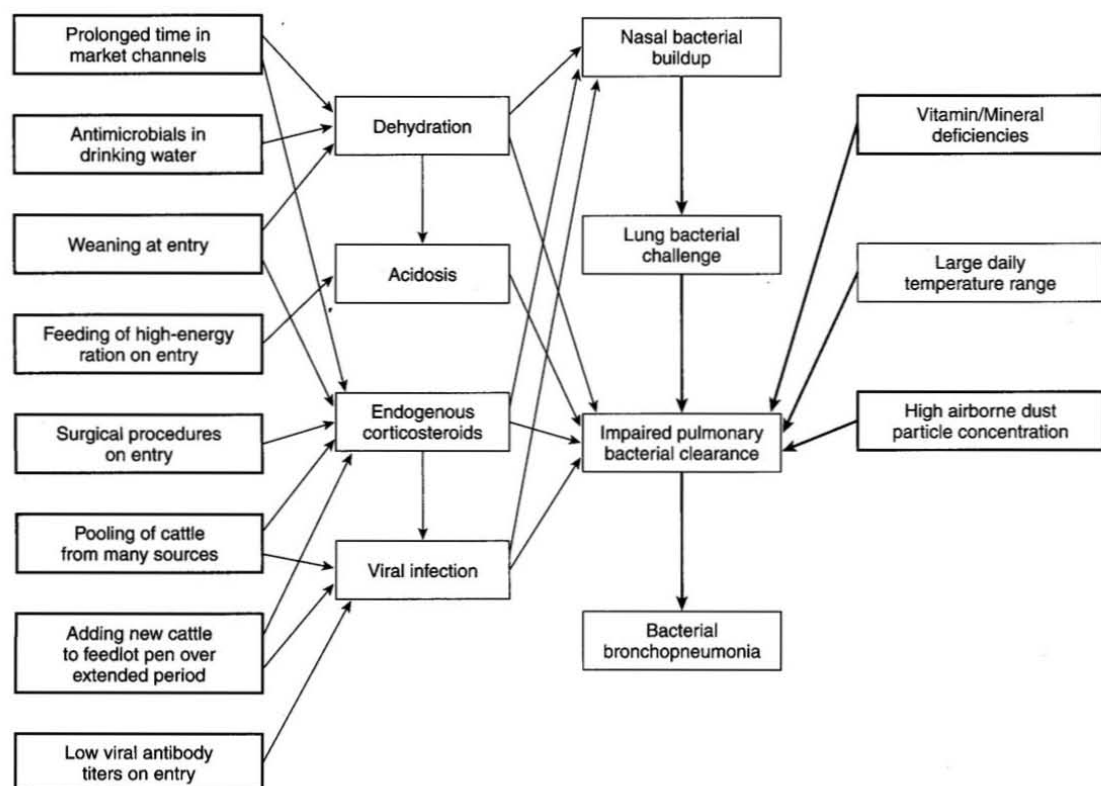 Prolonged time in
market channels
Antimicrobials in
drinking water
Weaning at entry
Feeding of high-energy
ration on entry
Surgical procedures
on entry
Pooling of cattle
from many sources
Adding new cattle
to feedlot pen over
extended period
Low viral antibody
titers on entry
Dehydration
Acidosis
Endogenous
corticosteroids
Viral infection
Nasal bacterial
buildup
Lung bacterial
challenge
Impaired pulmonary
bacterial clearance
Bacterial
bronchopneumonia
Vitamin/Mineral
deficiencies
Large daily
temperature range
High airborne dust
particle concentration